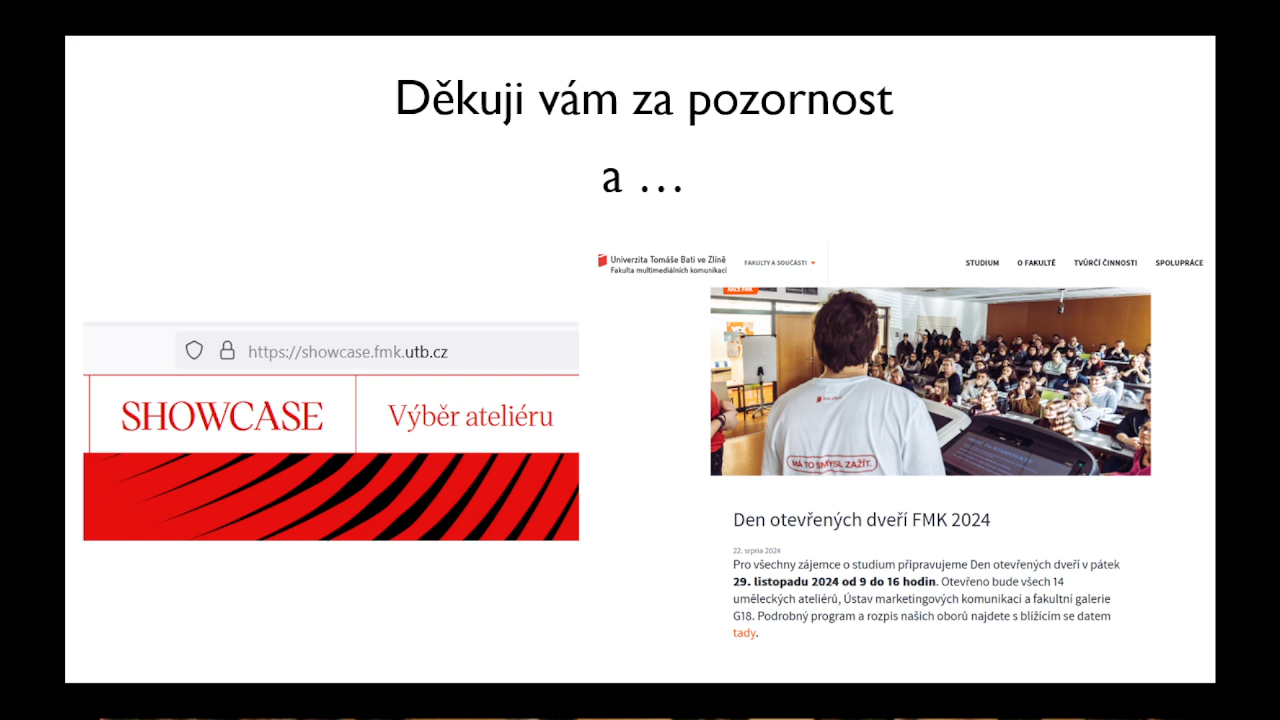 Děkuji vám za pozornost
a …
https://showcase.fmk.utb.cz
SHOWCASE
Výběr ateliéru
Univerzita Tomáše Bati ve Zlíně
Fakulta multimediálních komunikací
FAKULTY A SOUČÁSTI
STUDIUM
O FAKULTĚ
TVŮRČÍ ČINNOSTI
SPOLUPRÁCE
MÁ TO SMYSL ZAŽÍT.
Den otevřených dveří FMK 2024
22. srpna 2024
Pro všechny zájemce o studium připravujeme Den otevřených dveří v pátek
29. listopadu 2024 od 9 do 16 hodin. Otevřeno bude všech 14
uměleckých ateliérů, Ústav marketingových komunikací a fakultní galerie
G18. Podrobný program a rozpis našich oborů najdete s blížícím se datem
tady.